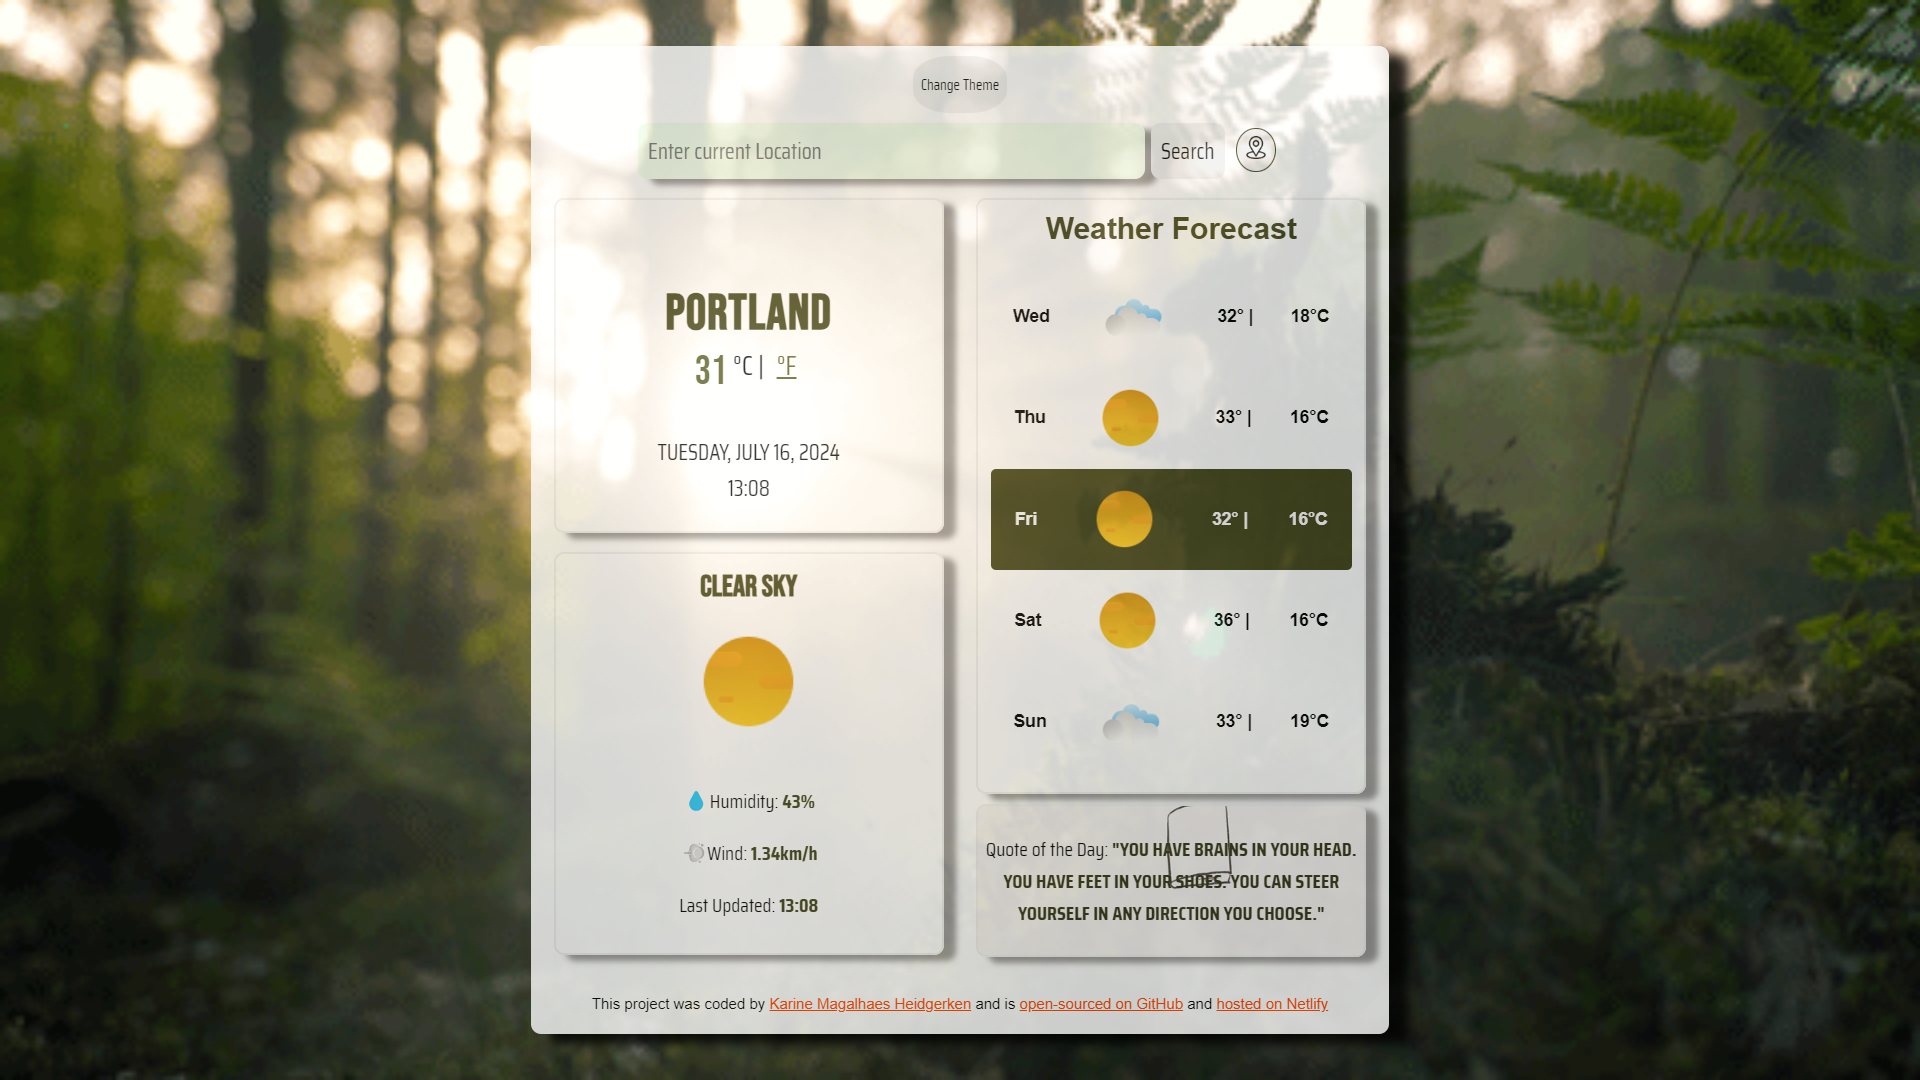 Change Theme
Enter current Location
Search
PORTLAND
31 °C | °F
TUESDAY, JULY 16, 2024
13:08
CLEAR SKY
Humidity: 43%
Wind: 1.34km/h
Last Updated: 13:08
Weather Forecast
Wed 32° | 18°C
Thu 33° | 16°C
Fri 32° | 16°C
Sat 36° | 16°C
Sun 33° | 19°C
Quote of the Day: "YOU HAVE BRAINS IN YOUR HEAD.
YOU HAVE FEET IN YOUR SHOES. YOU CAN STEER
YOURSELF IN ANY DIRECTION YOU CHOOSE."
This project was coded by Karine Magalhaes Heidgerken and is open-sourced on GitHub and hosted on Netlify